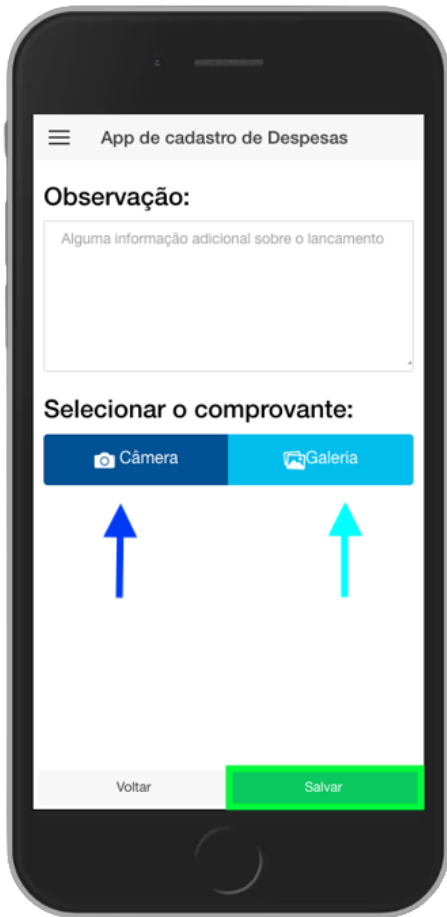 App de cadastro de Despesas
Observação:
Alguma informação adicional sobre o lancamento
Selecionar o comprovante:
Câmera Galeria
Voltar Salvar